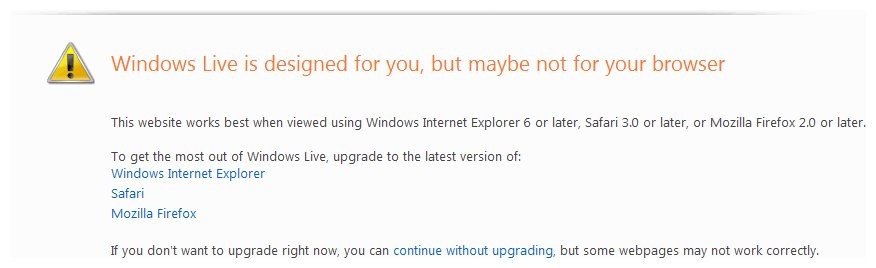 Windows Live is designed for you, but maybe not for your browser
This website works best when viewed using Windows Internet Explorer 6 or later, Safari 3.0 or later, or Mozilla Firefox 2.0 or later.
To get the most out of Windows Live, upgrade to the latest version of:
Windows Internet Explorer
Safari
Mozilla Firefox
If you don't want to upgrade right now, you can continue without upgrading, but some webpages may not work correctly.